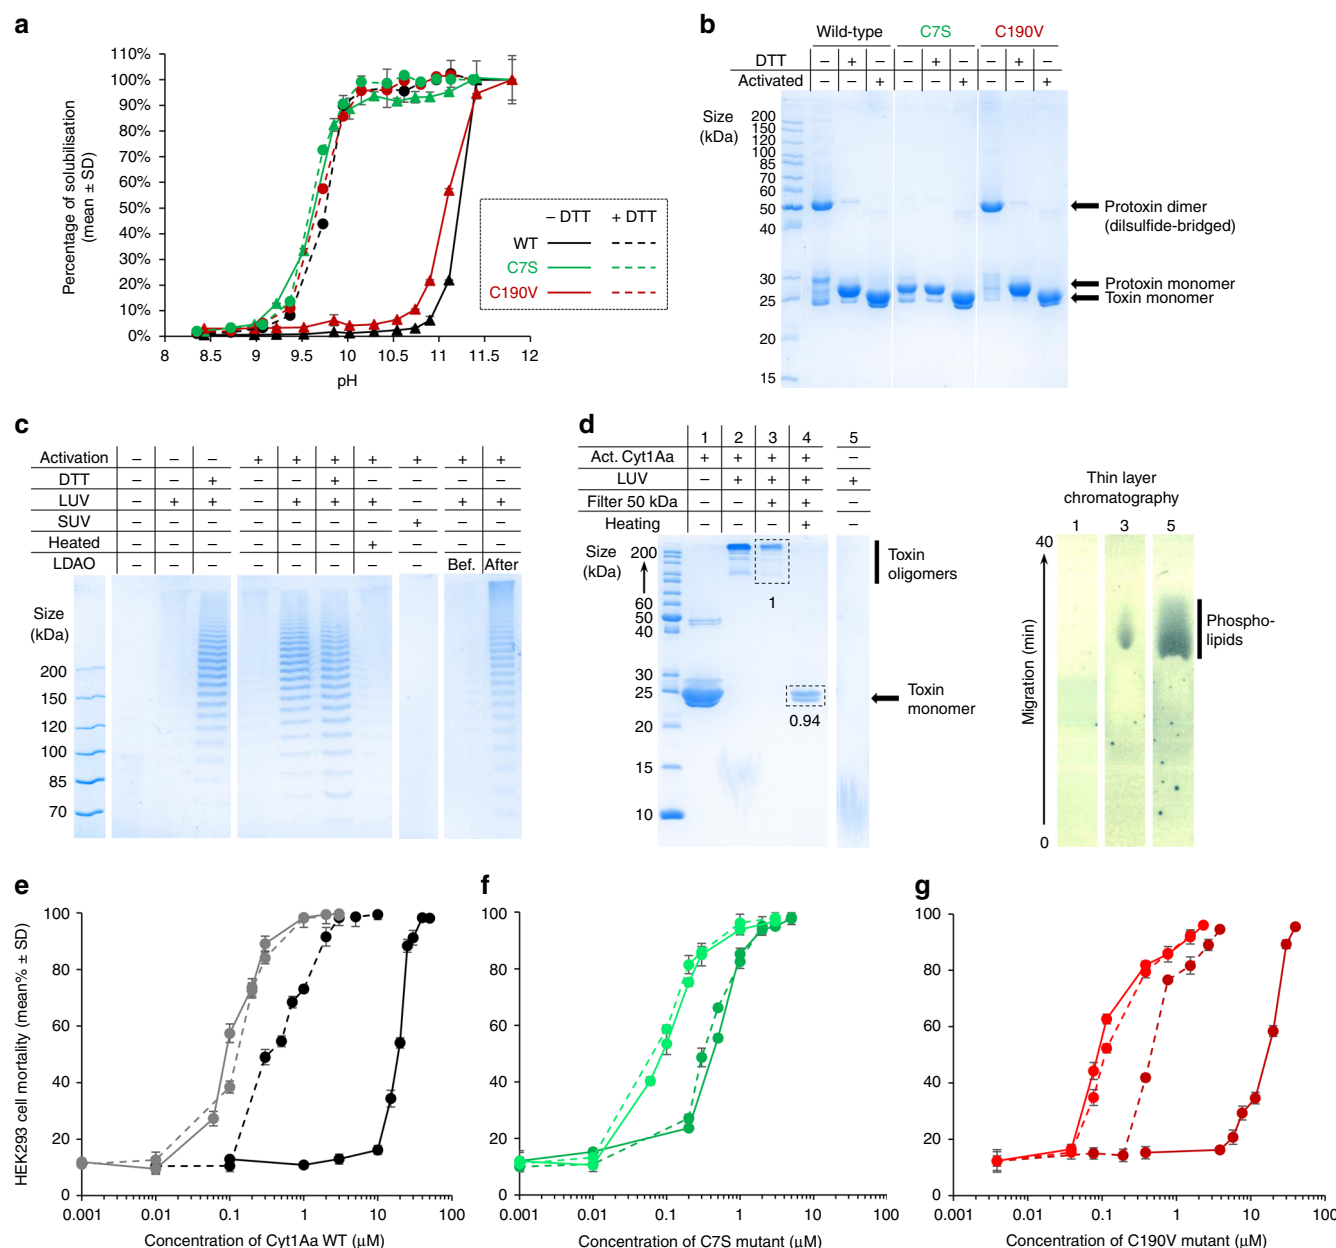 a
110%
100%
90%
80%
70%
60%
50%
40%
30%
20%
10%
0%
Percentage of solubilisation
(mean ± SD)
8 8.5 9 9.5 10 10.5 11 11.5 12
pH
– DTT + DTT
WT
C7S
C190V
b
Wild-type C7S C190V
DTT – + – – + – – + –
Activated – – + – – + – – +
Size
(kDa)
200
150
120
100
85
70
60
50
40
30
25
20
15
Protoxin dimer
(dilsulfide-bridged)
Protoxin monomer
Toxin monomer
c
Activation – – – + + + + + + +
DTT – – + – – + – – – –
LUV – + + – + + + – + +
SUV – – – – – – – + – –
Heated – – – – – – + – – –
LDAO – – – – – – – – Bef. After
Size
(kDa)
200
150
120
100
85
70
d
1 2 3 4 5
Act. Cyt1Aa + + + + –
LUV – + + + +
Filter 50 kDa – – + + –
Heating – – – + –
Size
(kDa)
200
60
50
40
30
25
20
15
10
1
0.94
Toxin
oligomers
Toxin
monomer
Thin layer
chromatography
1 3 5
40
Migration (min)
0
Phospho-
lipids
e
HEK293 cell mortality (mean% ± SD)
100
80
60
40
20
0
0.001 0.01 0.1 1 10 100
Concentration of Cyt1Aa WT (µM)
f
100
80
60
40
20
0
0.001 0.01 0.1 1 10 100
Concentration of C7S mutant (µM)
g
100
80
60
40
20
0
0.001 0.01 0.1 1 10 100
Concentration of C190V mutant (µM)